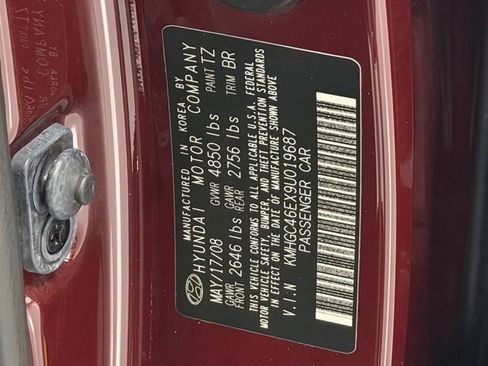 MANUFACTURED IN KOREA BY
HYUNDAI MOTOR COMPANY
MAY/17/08 GVWR 4850 lbs PAINT TZ
GAWR FRONT 2646 lbs GAWR REAR 2756 lbs TRIM BR
THIS VEHICLE CONFORMS TO ALL APPLICABLE U.S.A. FEDERAL
MOTOR VEHICLE SAFETY, BUMPER, AND THEFT PREVENTION STANDARDS
IN EFFECT ON THE DATE OF MANUFACTURE SHOWN ABOVE.
V.I.N KMHGC46EX9U019687
PASSENGER CAR